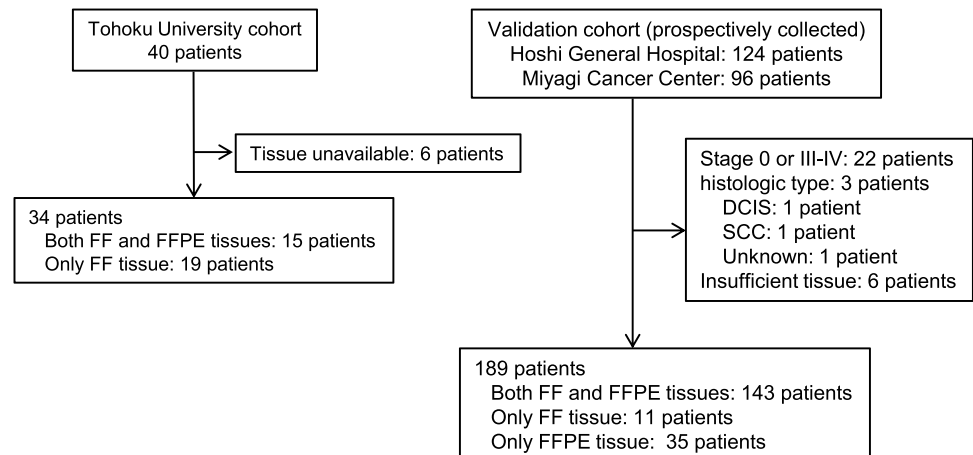 Tohoku University cohort
40 patients
Tissue unavailable: 6 patients
34 patients
Both FF and FFPE tissues: 15 patients
Only FF tissue: 19 patients
Validation cohort (prospectively collected)
Hoshi General Hospital: 124 patients
Miyagi Cancer Center: 96 patients
Stage 0 or III-IV: 22 patients
histologic type: 3 patients
DCIS: 1 patient
SCC: 1 patient
Unknown: 1 patient
Insufficient tissue: 6 patients
189 patients
Both FF and FFPE tissues: 143 patients
Only FF tissue: 11 patients
Only FFPE tissue: 35 patients